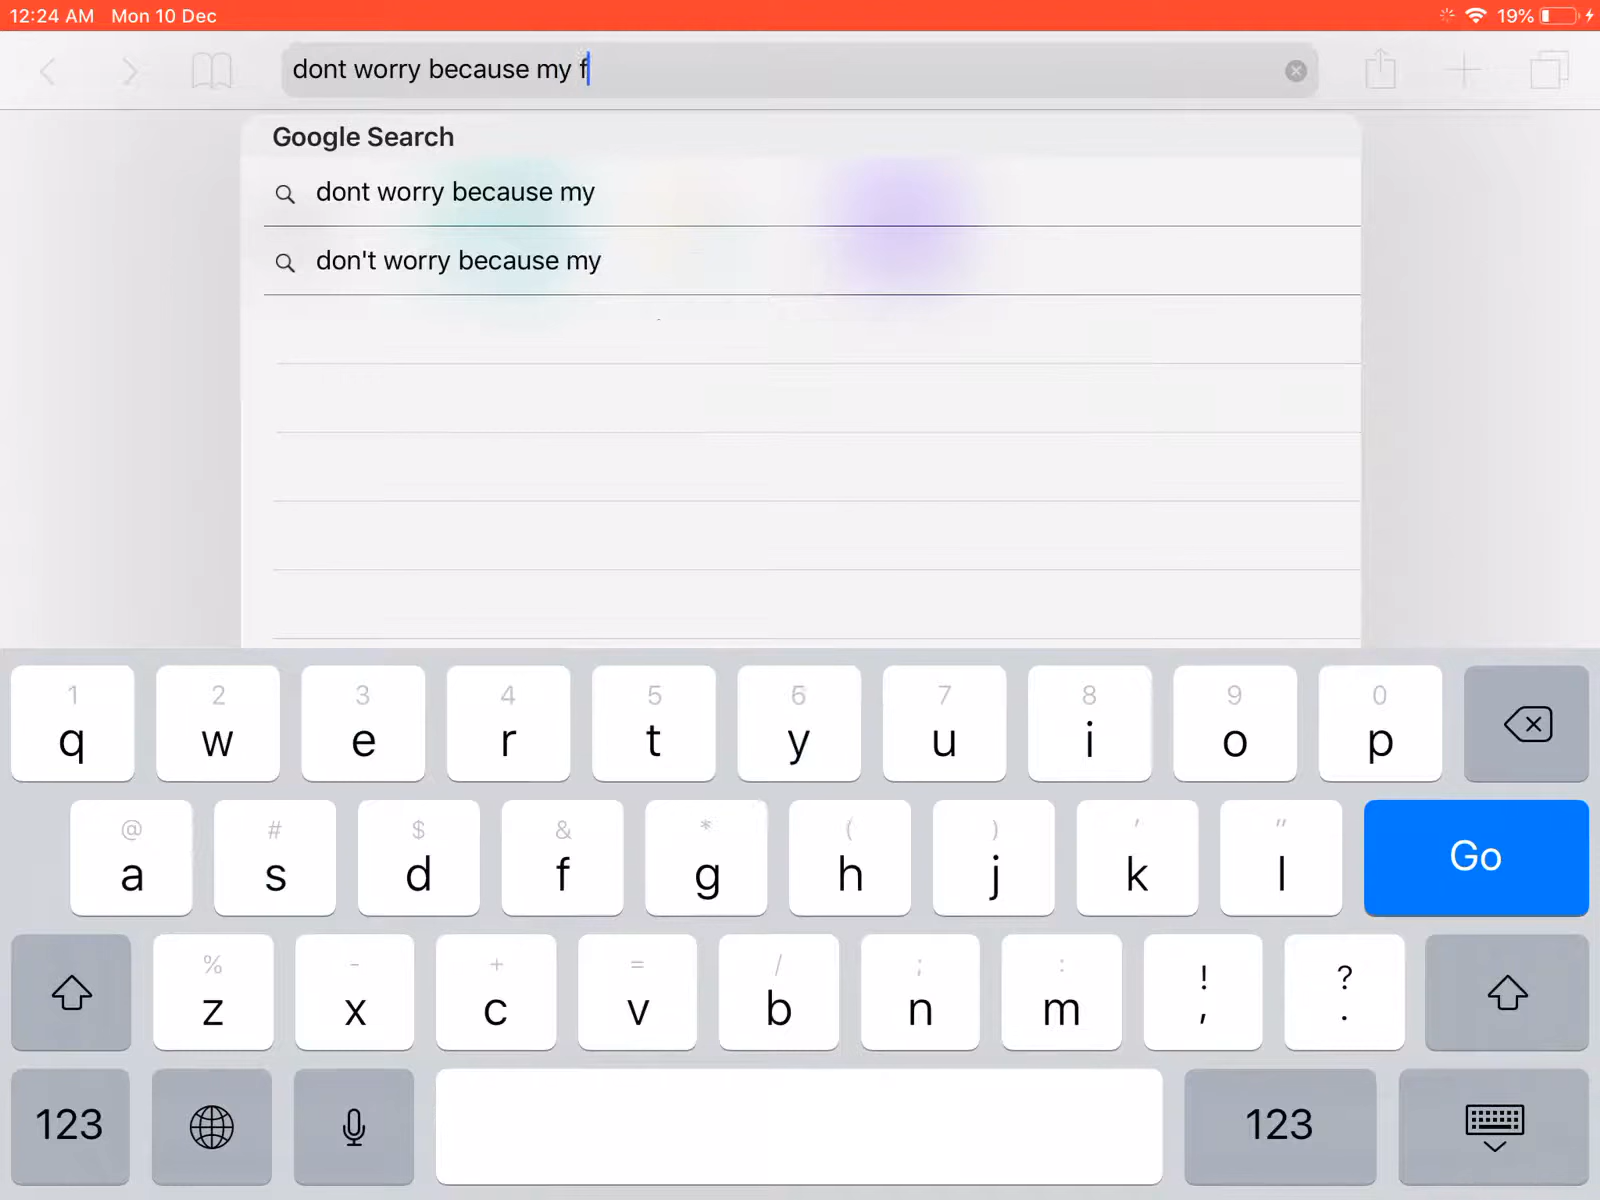 12:24 AM Mon 10 Dec 19%
dont worry because my f
Google Search
dont worry because my
don't worry because my
1 2 3 4 5 6 7 8 9 0
q w e r t y u i o p
@ # $ & * ( ) ' "
a s d f g h j k l Go
% - + = / ; : ! ?
z x c v b n m , .
123 123